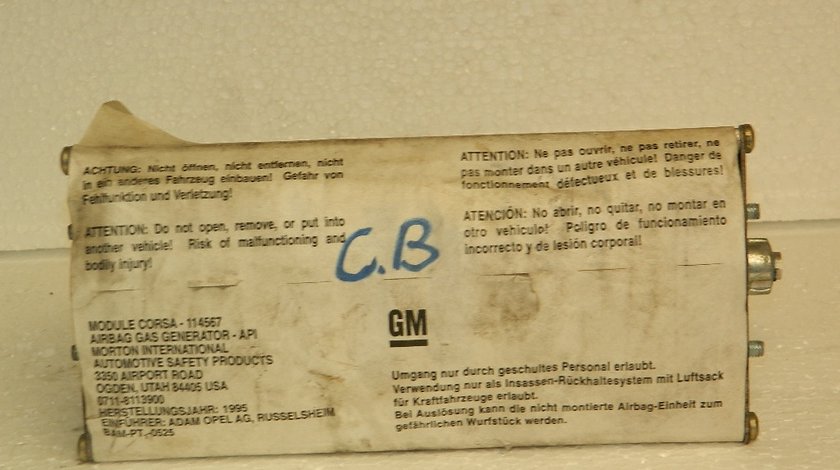 ACHTUNG: Nicht öffnen, nicht entfernen, nicht
in ein anderes Fahrzeug einbauen! Gefahr von
Fehlfunktion und Verletzung!
ATTENTION: Do not open, remove, or put into
another vehicle! Risk of malfunctioning and
bodily injury!
ATTENTION: Ne pas ouvrir, ne pas retirer, ne
pas monter dans un autre véhicule! Danger de
fonctionnement défectueux et de blessures!
ATENCIÓN: No abrir, no quitar, no montar en
otro vehiculo! Poligro de funcionamiento
incorrecto y de lesión corporal!
C.B
MODULE CORSA - 114567
AIRBAG GAS GENERATOR - API
MORTON INTERNATIONAL
AUTOMOTIVE SAFETY PRODUCTS
3350 AIRPORT ROAD
OGDEN, UTAH 84405 USA
0711-8113900
HERSTELLUNGSJAHR: 1995
EINFÜHRER: ADAM OPEL AG, RUSSELSHEIM
BAM-PT.-0525
GM
Umgang nur durch geschultes Personal erlaubt.
Verwendung nur als Insassen-Rückhaltesystem mit Luftsack
für Kraftfahrzeuge erlaubt.
Bei Auslösung kann die nicht montierte Airbag-Einheit zum
gefährlichen Wurfstück werden.